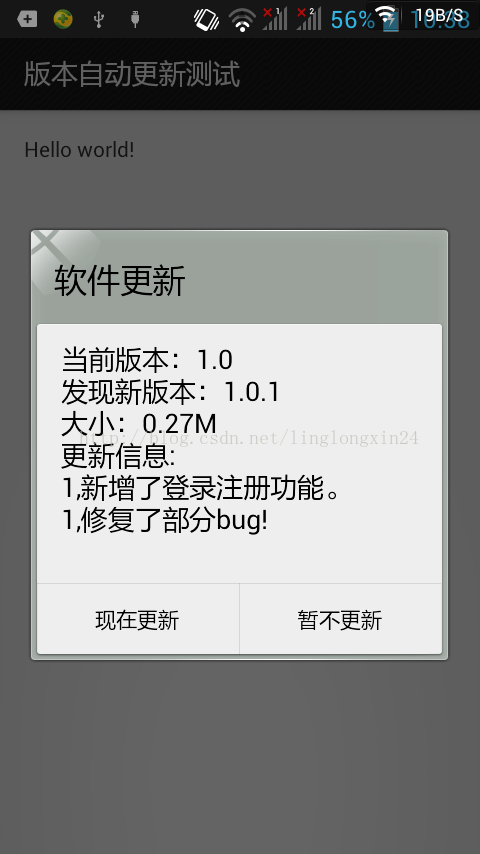 56%
19B/S
版本自动更新测试
Hello world!
软件更新
当前版本：1.0
发现新版本：1.0.1
大小：0.27M
http://blog.csdn.net/linglongxin24
更新信息:
1,新增了登录注册功能。
1,修复了部分bug!
现在更新
暂不更新